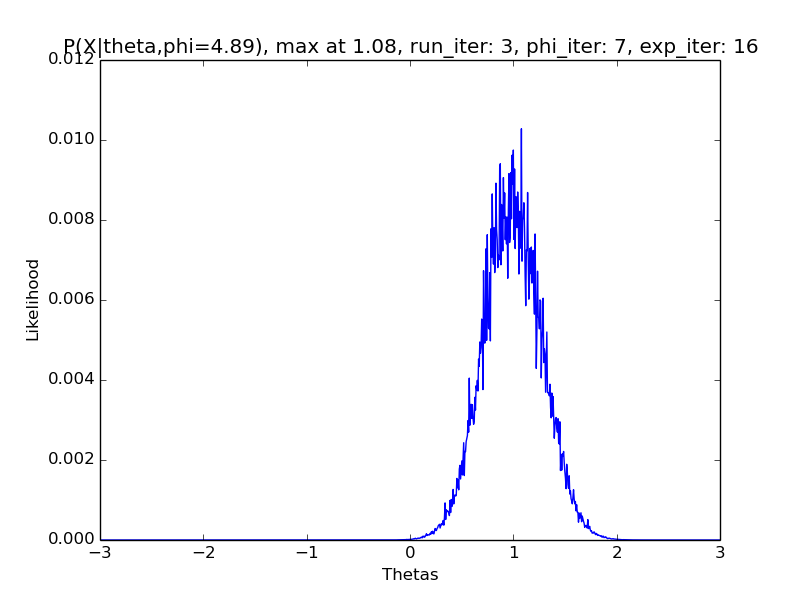 P(X|theta,phi=4.89), max at 1.08, run_iter: 3, phi_iter: 7, exp_iter: 16
0.012
0.010
0.008
0.006
0.004
0.002
0.000
Likelihood
−3 −2 −1 0 1 2 3
Thetas